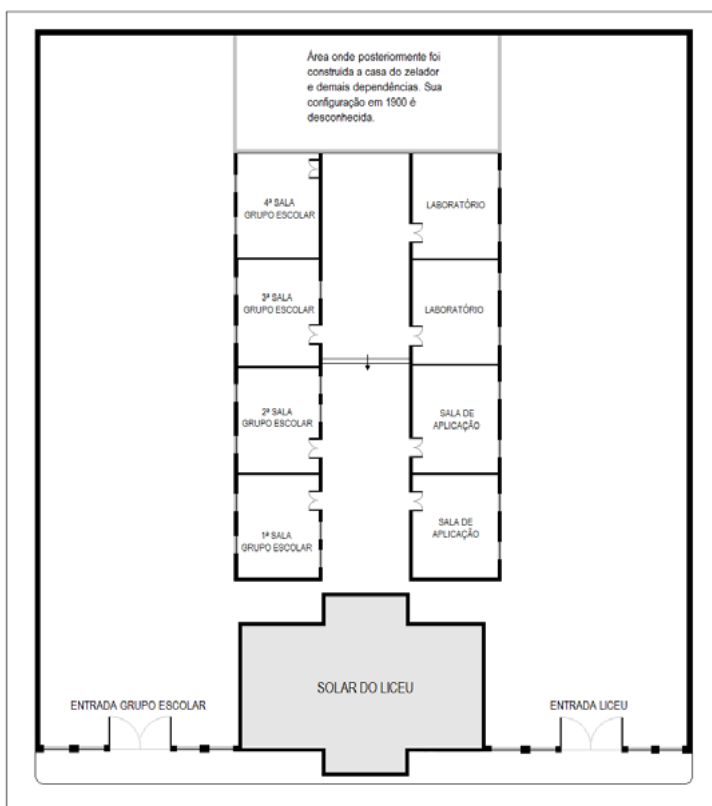 Área onde posteriormente foi
construída a casa do zelador
e demais dependências. Sua
configuração em 1900 é
desconhecida.
4ª SALA
GRUPO ESCOLAR
LABORATÓRIO
3ª SALA
GRUPO ESCOLAR
LABORATÓRIO
2ª SALA
GRUPO ESCOLAR
SALA DE
APLICAÇÃO
1ª SALA
GRUPO ESCOLAR
SALA DE
APLICAÇÃO
SOLAR DO LICEU
ENTRADA GRUPO ESCOLAR
ENTRADA LICEU